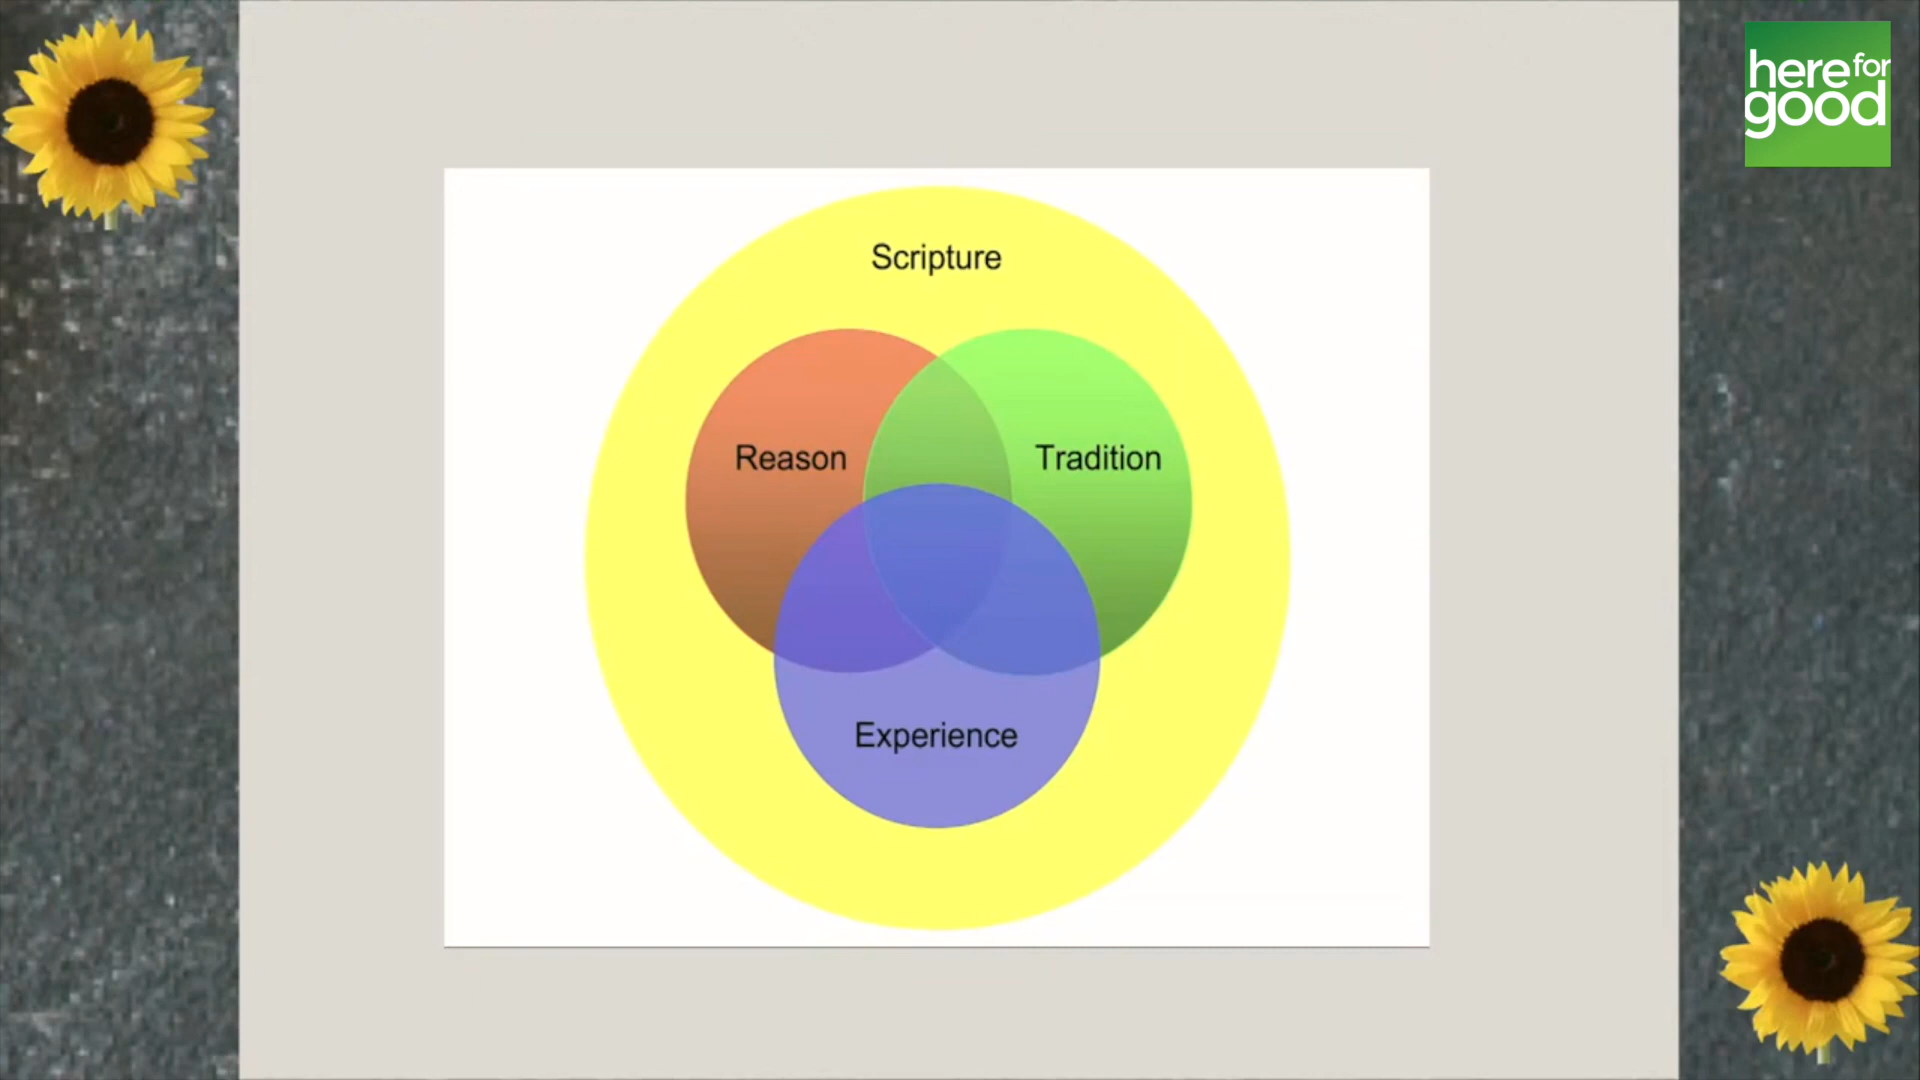 here for
good
Scripture
Reason
Tradition
Experience